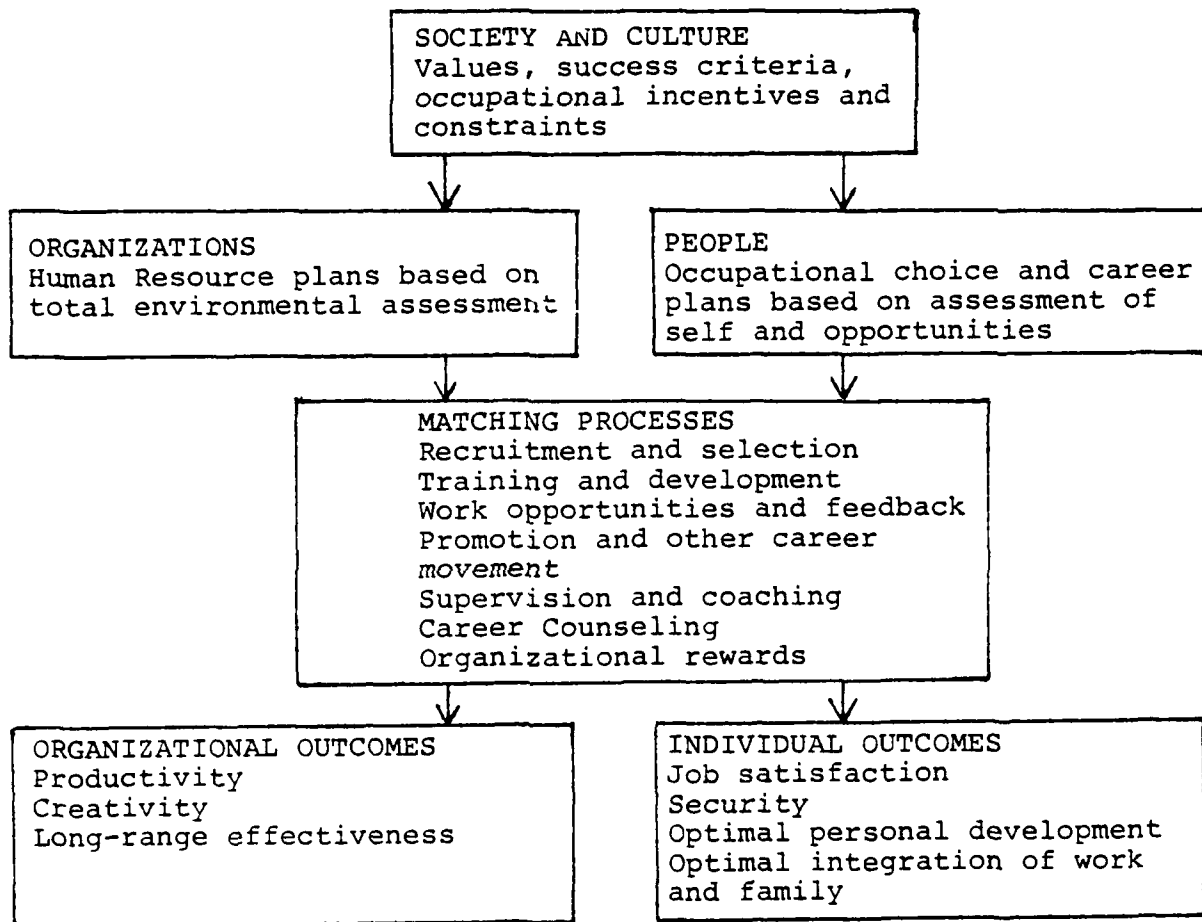 SOCIETY AND CULTURE
Values, success criteria,
occupational incentives and
constraints
ORGANIZATIONS
Human Resource plans based on
total environmental assessment
PEOPLE
Occupational choice and career
plans based on assessment of
self and opportunities
MATCHING PROCESSES
Recruitment and selection
Training and development
Work opportunities and feedback
Promotion and other career
movement
Supervision and coaching
Career Counseling
Organizational rewards
ORGANIZATIONAL OUTCOMES
Productivity
Creativity
Long-range effectiveness
INDIVIDUAL OUTCOMES
Job satisfaction
Security
Optimal personal development
Optimal integration of work
and family